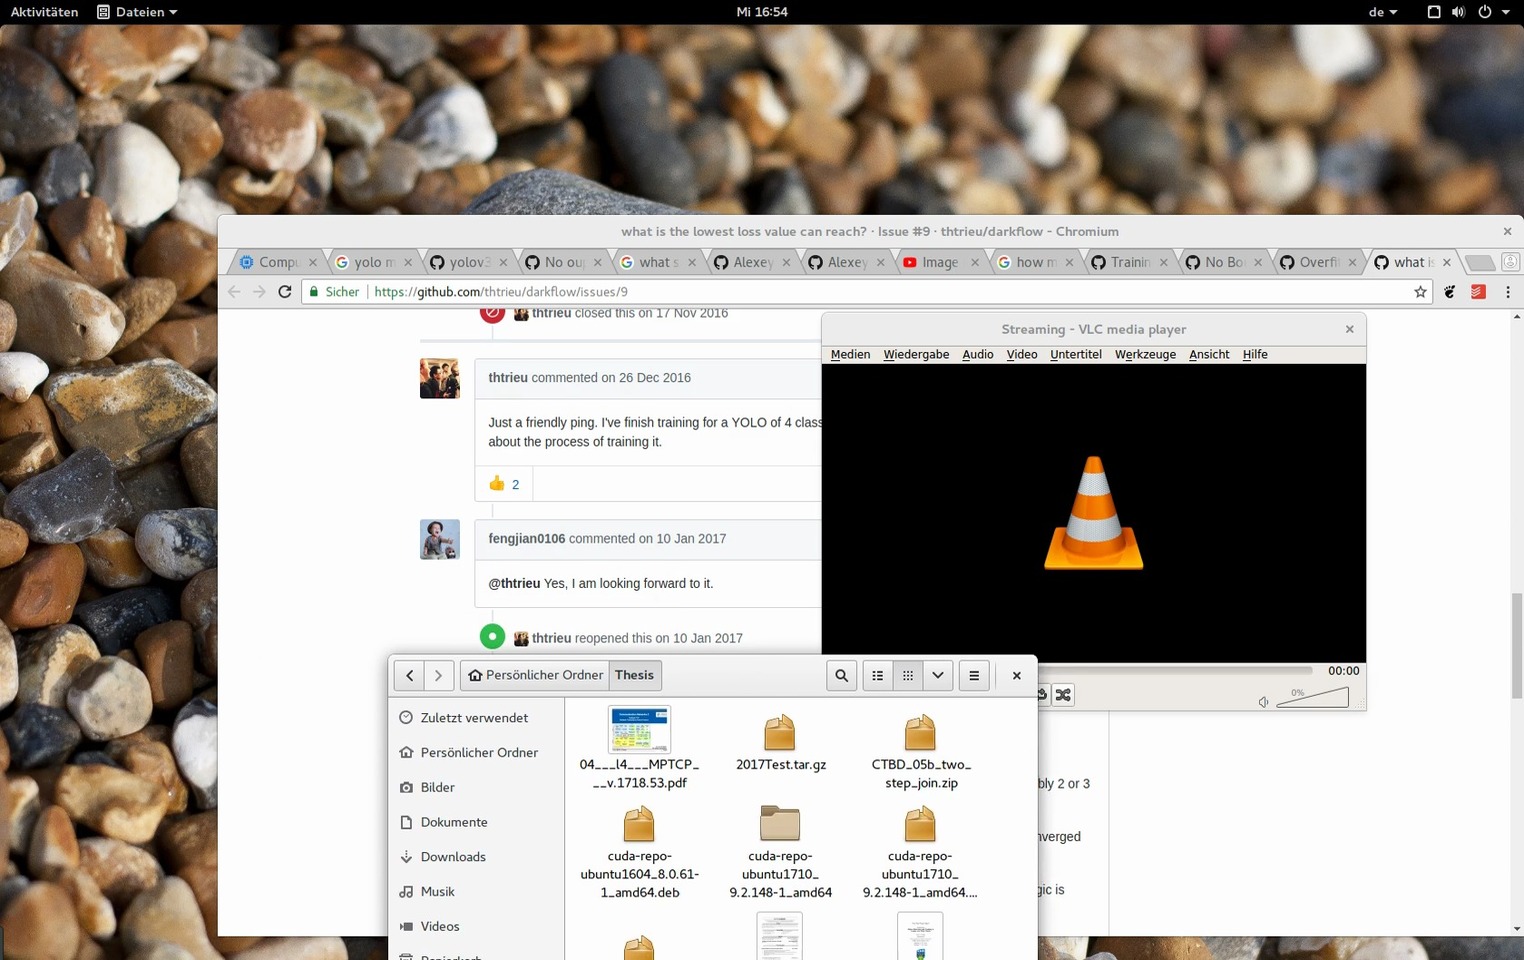 Aktivitäten
Dateien
Mi 16:54
de
what is the lowest loss value can reach? · Issue #9 · thtrieu/darkflow - Chromium
Compu
yolo m
yolov3
No ou
what s
Alexey
Alexey
Image
how m
Trainin
No Bo
Overfi
what is
Sicher
https://github.com/thtrieu/darkflow/issues/9
thtrieu closed this on 17 Nov 2016
thtrieu commented on 26 Dec 2016
Just a friendly ping. I've finish training for a YOLO of 4 class
about the process of training it.
2
fengjian0106 commented on 10 Jan 2017
@thtrieu Yes, I am looking forward to it.
thtrieu reopened this on 10 Jan 2017
bly 2 or 3
nverged
gic is
Streaming - VLC media player
Medien Wiedergabe Audio Video Untertitel Werkzeuge Ansicht Hilfe
00:00
0%
Persönlicher Ordner
Thesis
Zuletzt verwendet
Persönlicher Ordner
Bilder
Dokumente
Downloads
Musik
Videos
04___l4___MPTCP_
__v.1718.53.pdf
2017Test.tar.gz
CTBD_05b_two_
step_join.zip
cuda-repo-
ubuntu1604_8.0.61-
1_amd64.deb
cuda-repo-
ubuntu1710_
9.2.148-1_amd64
cuda-repo-
ubuntu1710_
9.2.148-1_amd64....